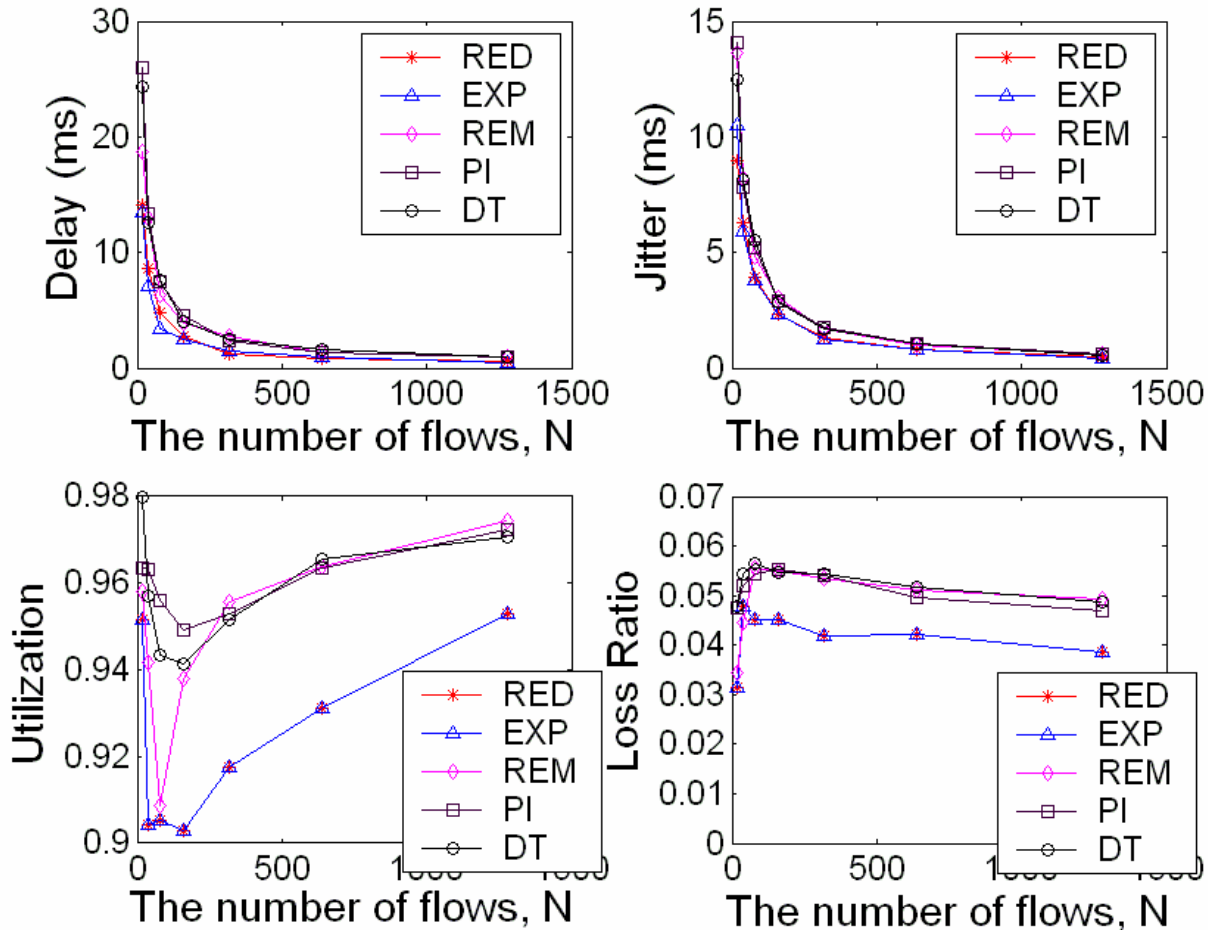 30
20
10
0
Delay (ms)
RED
EXP
REM
PI
DT
0
500
1000
1500
The number of flows, N
15
10
5
0
Jitter (ms)
RED
EXP
REM
PI
DT
0
500
1000
1500
The number of flows, N
0.98
0.96
0.94
0.92
0.9
Utilization
RED
EXP
REM
PI
DT
0
500
The number of flows, N
0.07
0.06
0.05
0.04
0.03
0.02
0.01
0
Loss Ratio
RED
EXP
REM
PI
DT
0
500
The number of flows, N